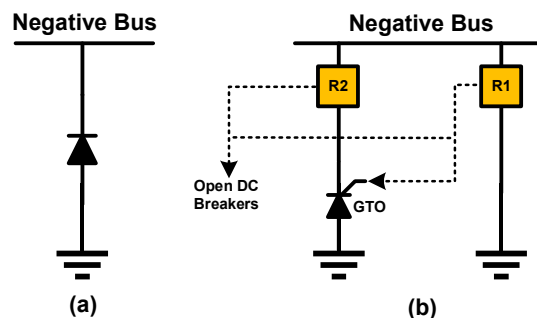 Negative Bus
Negative Bus
R2
R1
Open DC
Breakers
GTO
(a)
(b)